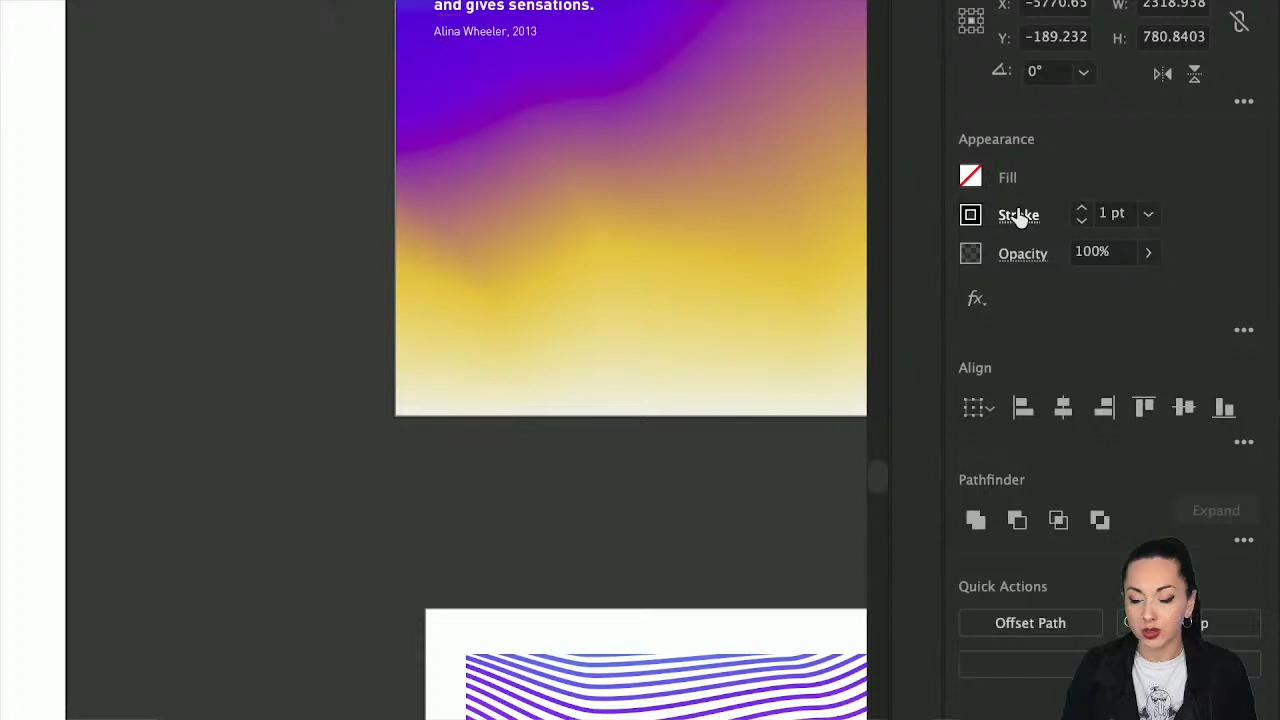 and gives sensations.
Alina Wheeler, 2013
X: -5770.65 W: 2318.938
Y: -189.232 H: 780.8403
0°
Appearance
Fill
Stroke 1 pt
Opacity 100%
fx.
Align
Pathfinder
Expand
Quick Actions
Offset Path